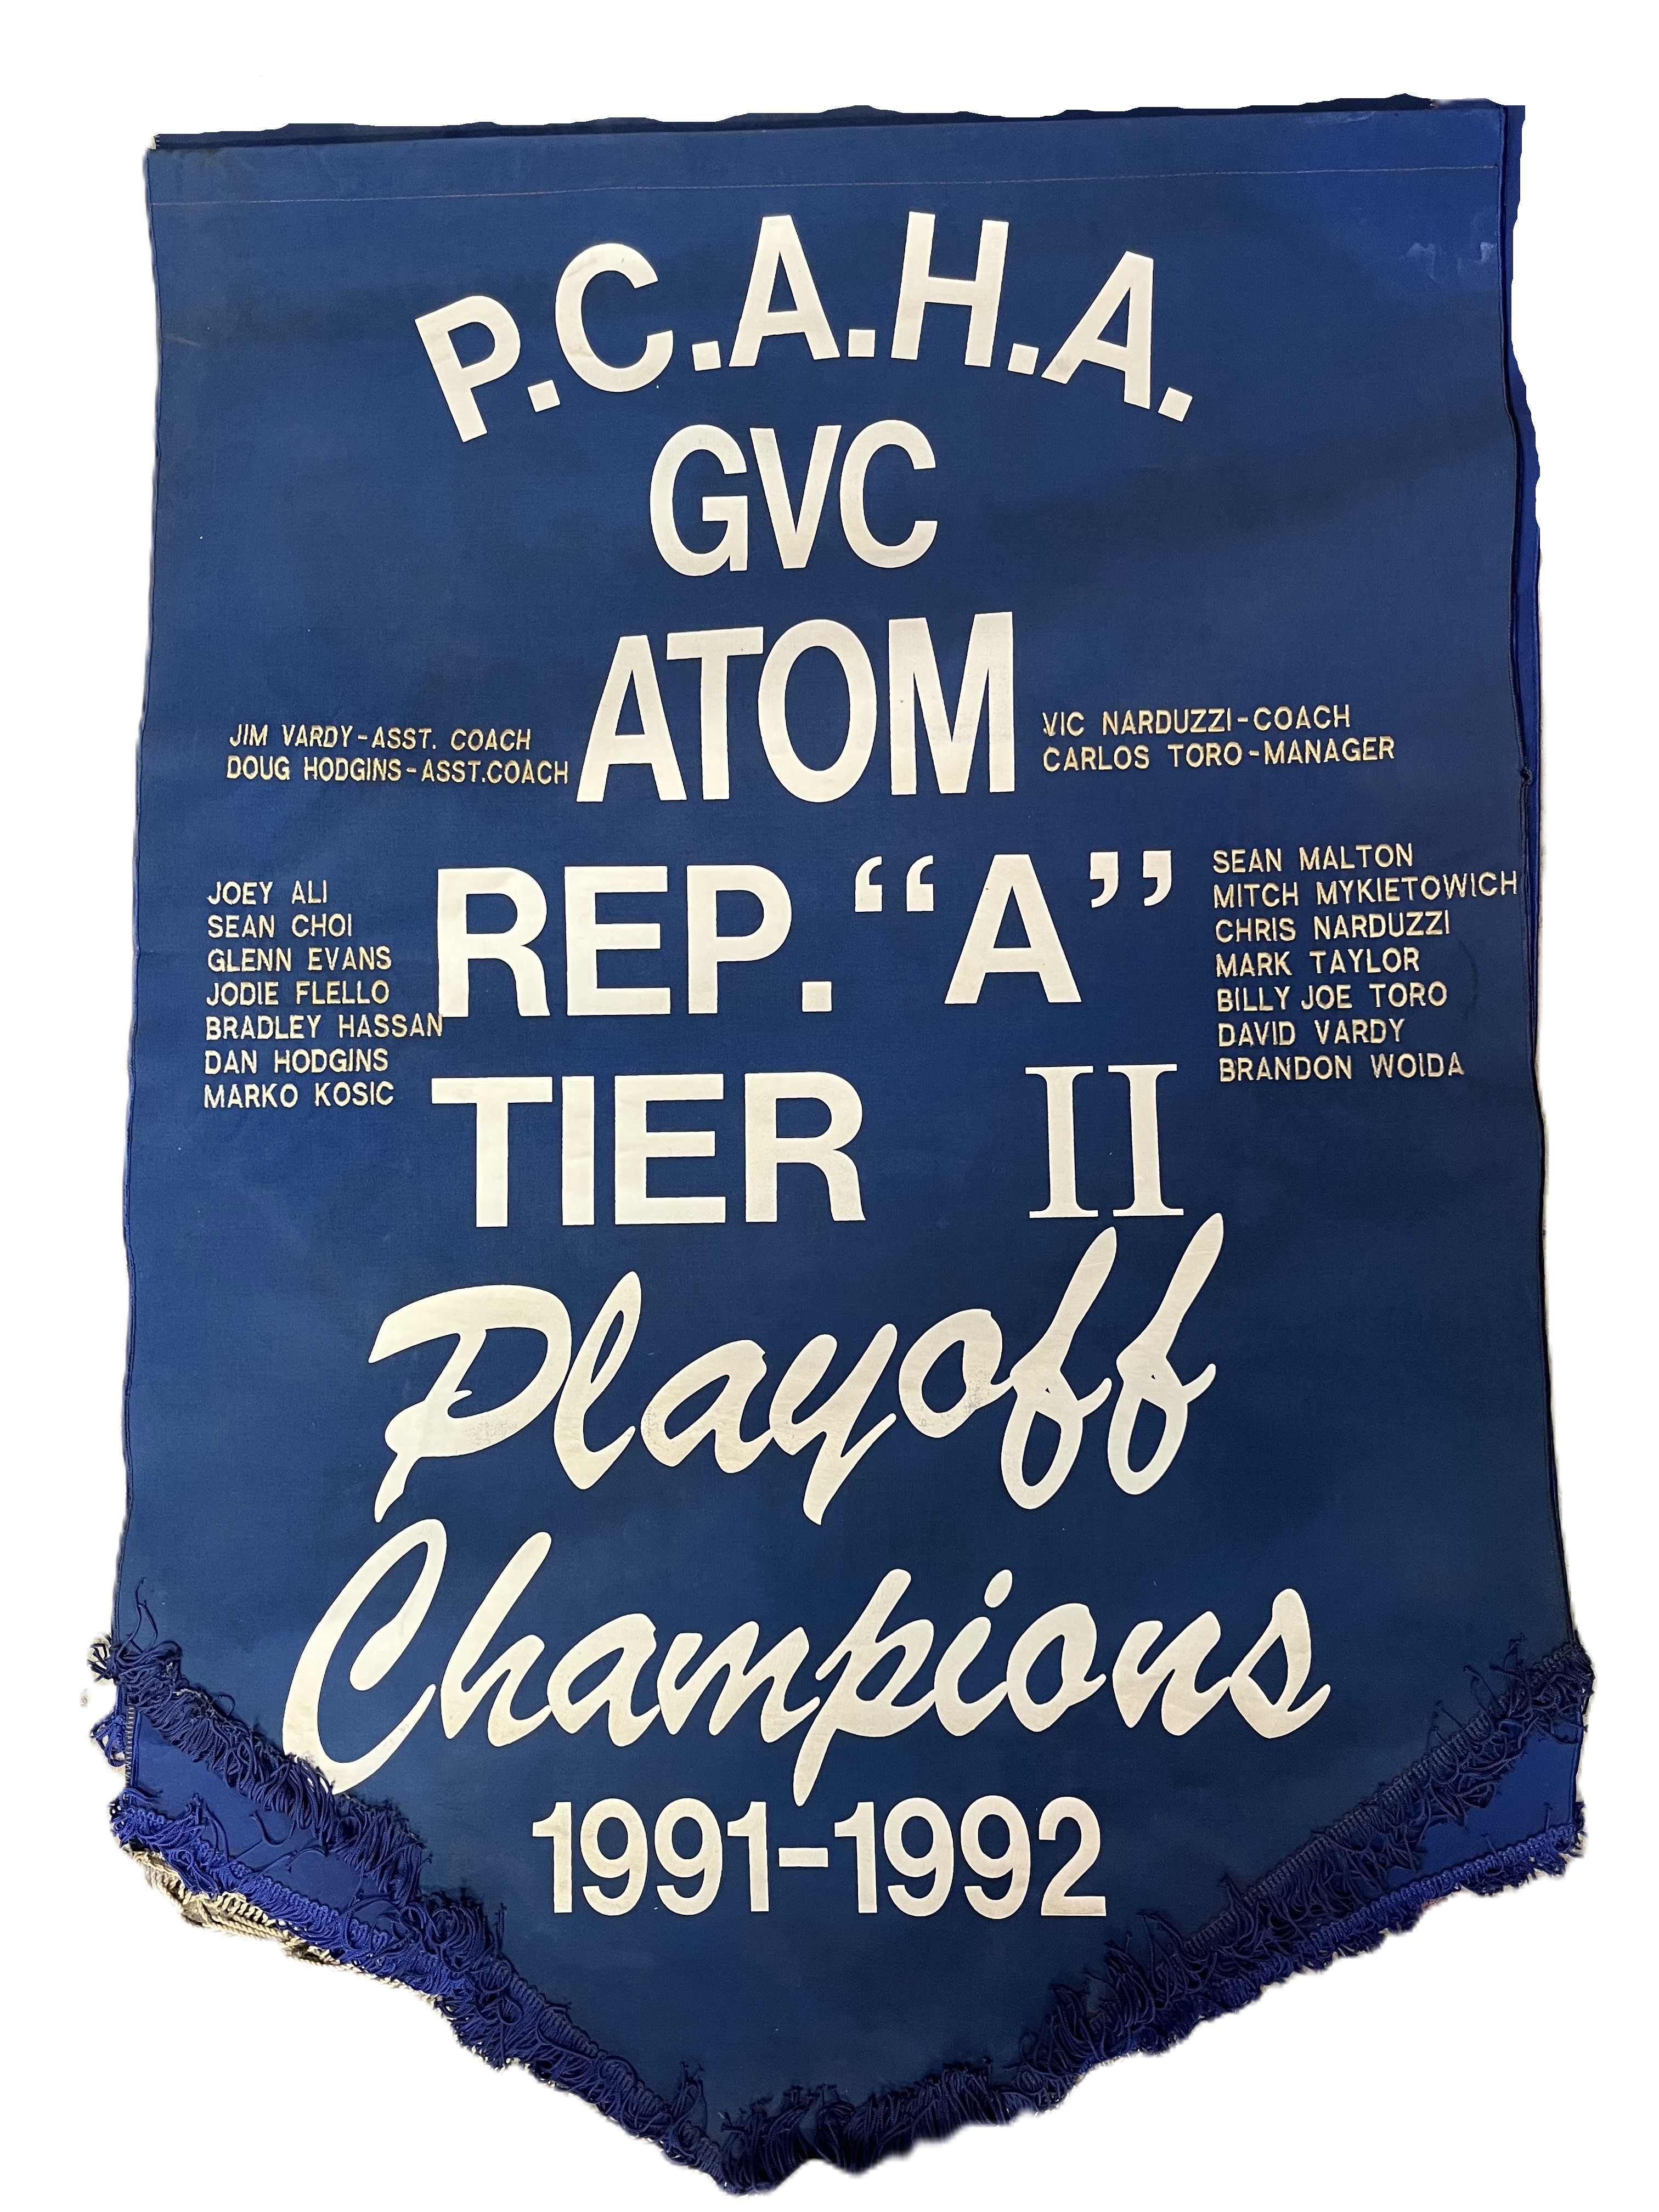 P.C.A.H.A.
GVC
ATOM
JIM VARDY-ASST. COACH
DOUG HODGINS-ASST.COACH
VIC NARDUZZI-COACH
CARLOS TORO-MANAGER
REP. “A”
JOEY ALI
SEAN CHOI
GLENN EVANS
JODIE FLELLO
BRADLEY HASSAN
DAN HODGINS
MARKO KOSIC
SEAN MALTON
MITCH MYKIETOWICH
CHRIS NARDUZZI
MARK TAYLOR
BILLY JOE TORO
DAVID VARDY
BRANDON WOIDA
TIER II
Playoff
Champions
1991-1992